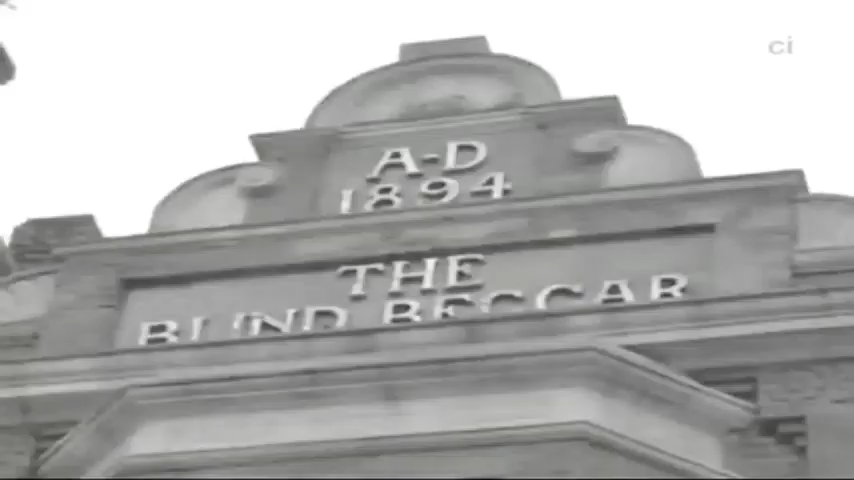 ci
A-D
1894
THE
BLIND BEGGAR